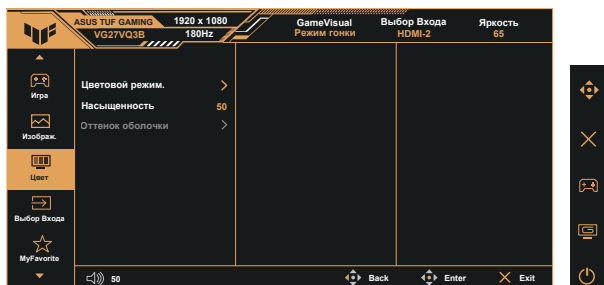 ASUS TUF GAMING 1920 x 1080 GameVisual Выбор Входа Яркость
VG27VQ3B 180Hz Режим гонки HDMI-2 65
Игра
Изображ.
Цвет
Выбор Входа
MyFavorite
Цветовой режим.
Насыщенность 50
Оттенок оболочки
50 Back Enter Exit